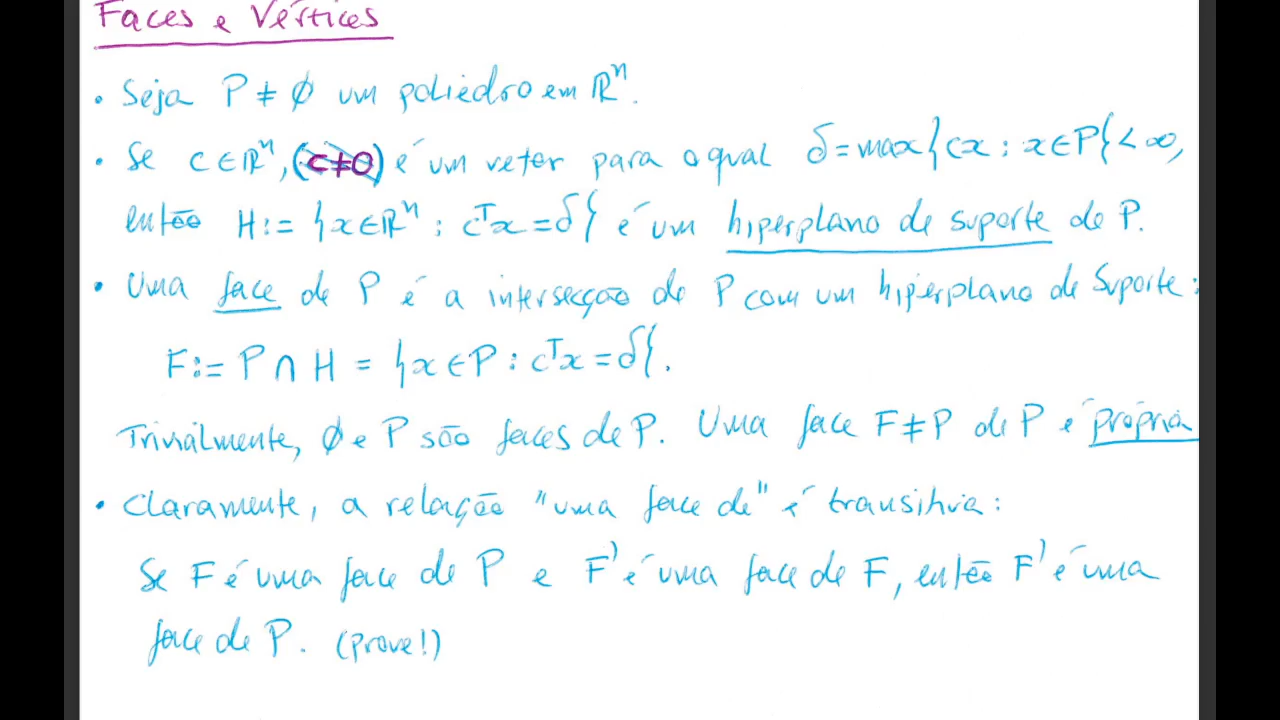 Faces e Vértices
• Seja P ≠ ∅ um poliedro em ℝⁿ.
• Se c ∈ ℝⁿ, (c≠0) é um vetor para o qual δ = max{cx : x∈P} < ∞,
então H := {x∈ℝⁿ : cᵀx = δ} é um hiperplano de suporte de P.
• Uma face de P é a intersecção de P com um hiperplano de suporte:
F := P ∩ H = {x ∈ P : cᵀx = δ}.
Trivialmente, ∅ e P são faces de P. Uma face F ≠ P de P é própria
• Claramente, a relação "uma face de" é transitiva:
Se F é uma face de P e F' é uma face de F, então F' é uma
face de P. (Prove!)